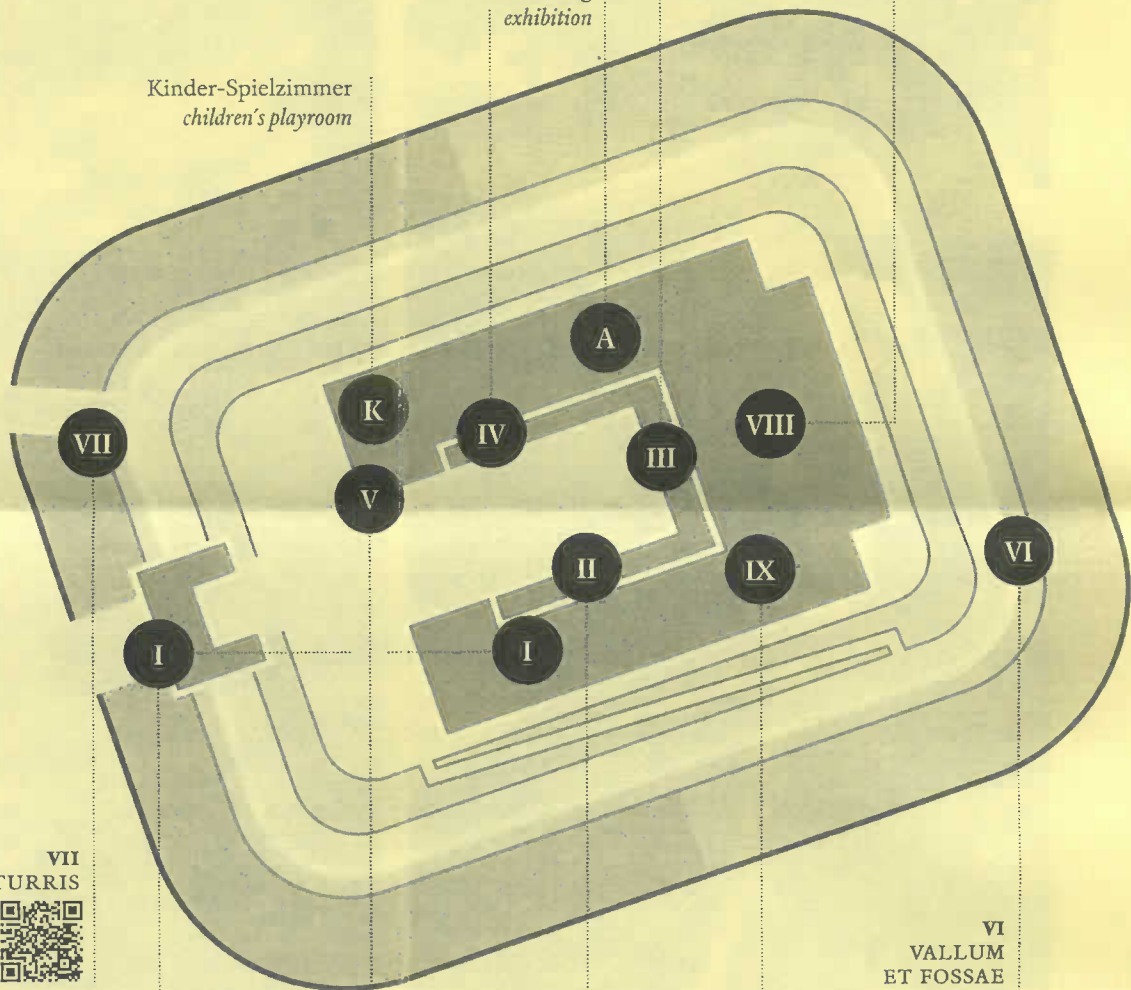 exhibition
Kinder-Spielzimmer
children's playroom
A
K
IV
VII
VIII
III
V
VI
II
IX
I
I
VII
TURRIS
VI
VALLUM
ET FOSSAE